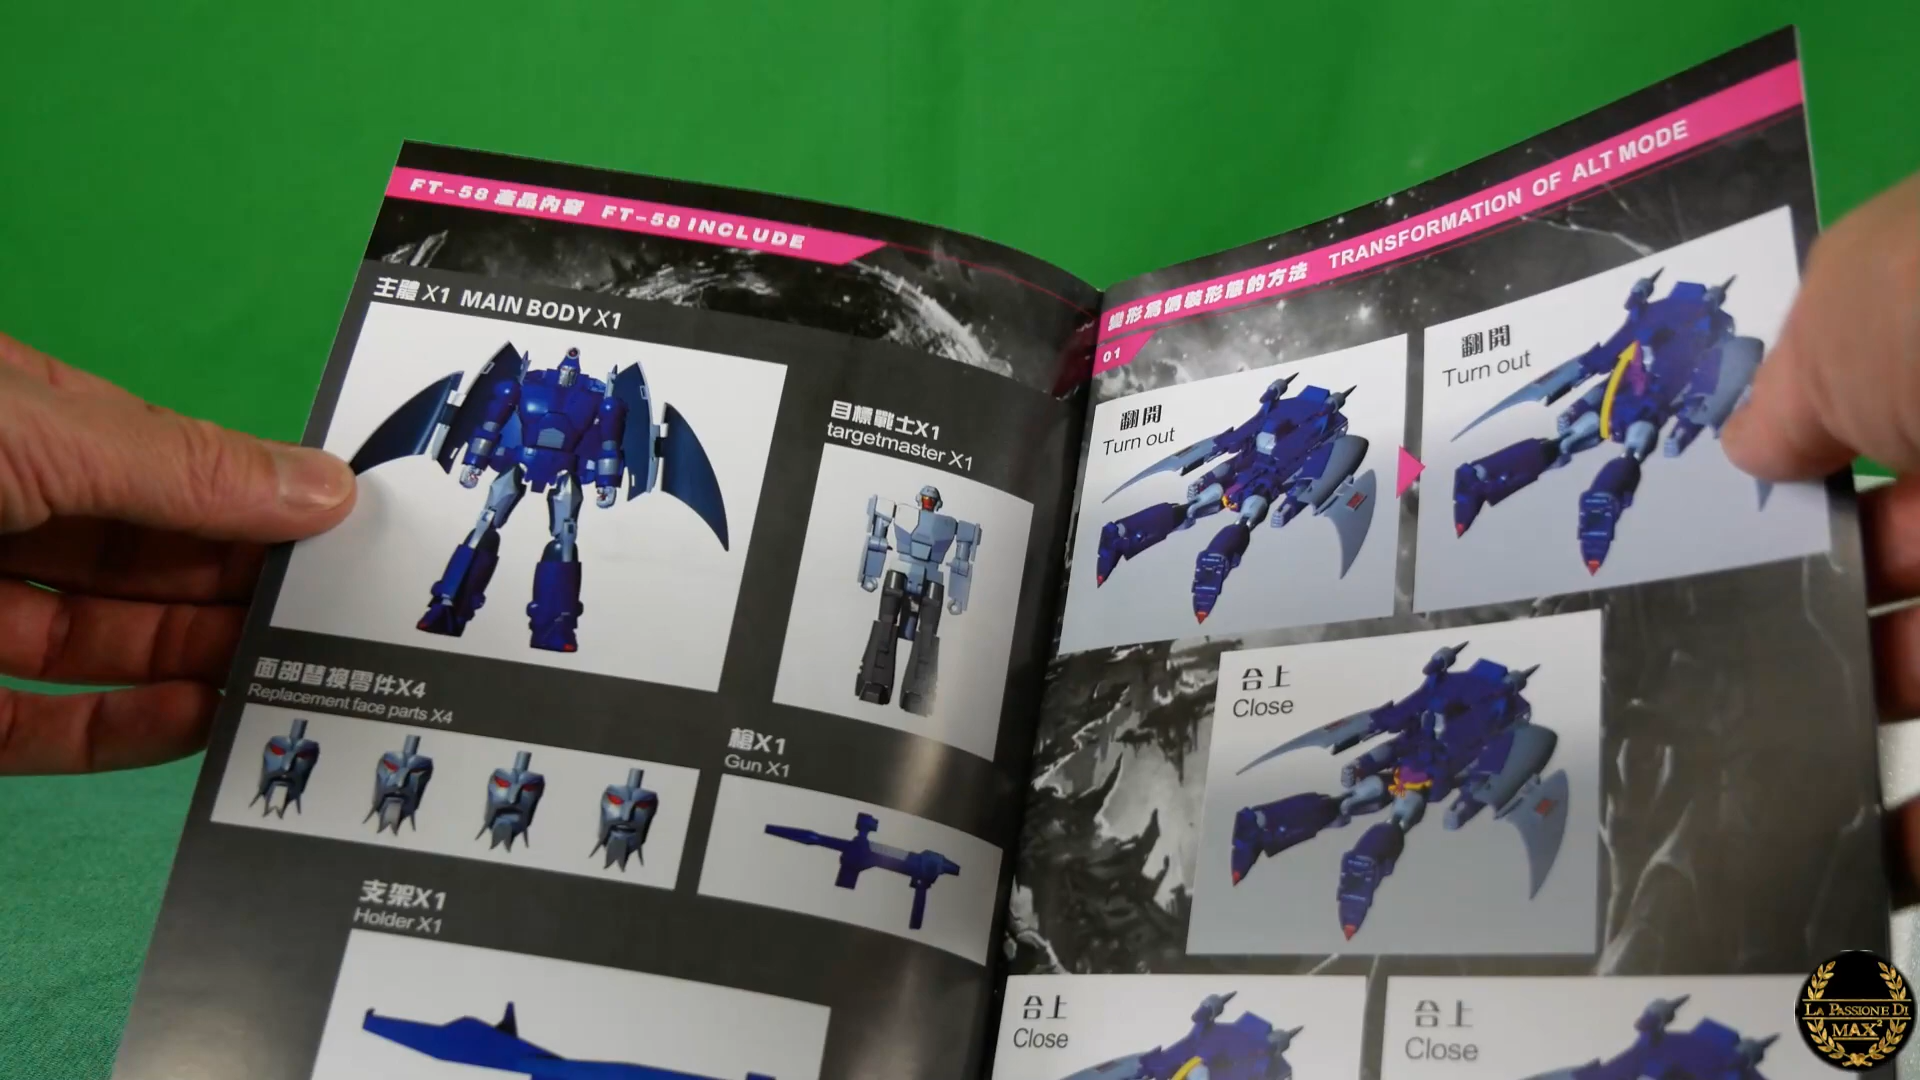 FT-58 產品內容 FT-58 INCLUDE
主體 X1 MAIN BODY X1
目標戰士X1
targetmaster X1
面部替換零件X4
Replacement face parts X4
槍X1
Gun X1
支架X1
Holder X1
變形為偽裝形態的方法 TRANSFORMATION OF ALT MODE
01
翻開
Turn out
翻開
Turn out
合上
Close
合上
Close
合上
Close
LA PASSIONE DI
MAX²